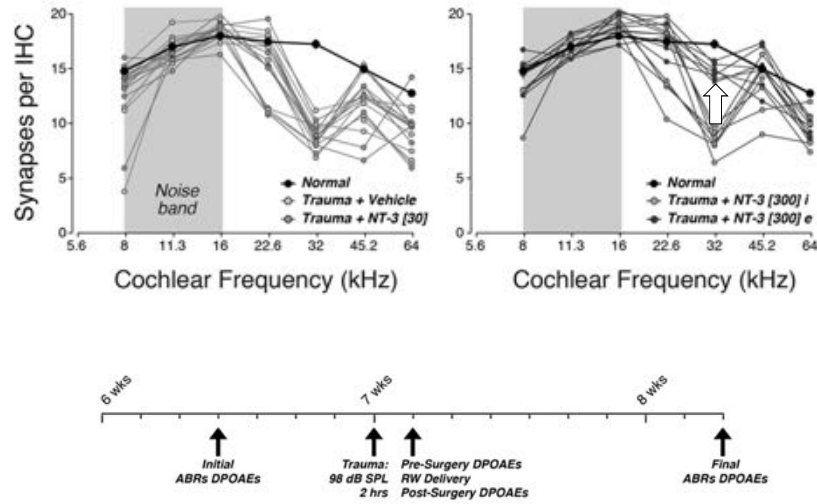 Synapses per IHC
20
15
10
5
0
Noise
band
Normal
Trauma + Vehicle
Trauma + NT-3 [30]
5.6 8 11.3 16 22.6 32 45.2 64
Cochlear Frequency (kHz)
20
15
10
5
0
Normal
Trauma + NT-3 [300] i
Trauma + NT-3 [300] e
5.6 8 11.3 16 22.6 32 45.2 64
Cochlear Frequency (kHz)
6 wks
7 wks
8 wks
Initial
ABRs DPOAEs
Trauma:
98 dB SPL
2 hrs
Pre-Surgery DPOAEs
RW Delivery
Post-Surgery DPOAEs
Final
ABRs DPOAEs